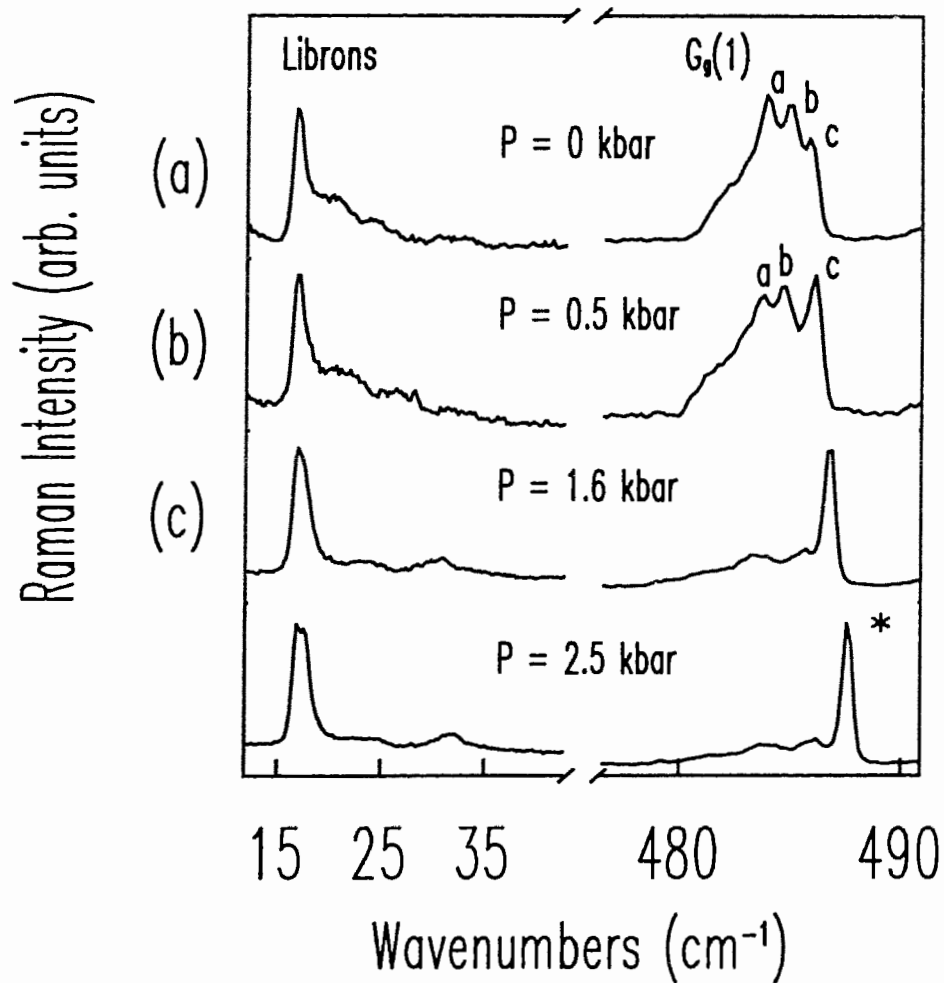 Librons
G_g(1)
a
b
c
(a)
P = 0 kbar
a
b
c
(b)
P = 0.5 kbar
(c)
P = 1.6 kbar
*
P = 2.5 kbar
Raman Intensity (arb. units)
15 25 35 480 490
Wavenumbers (cm⁻¹)